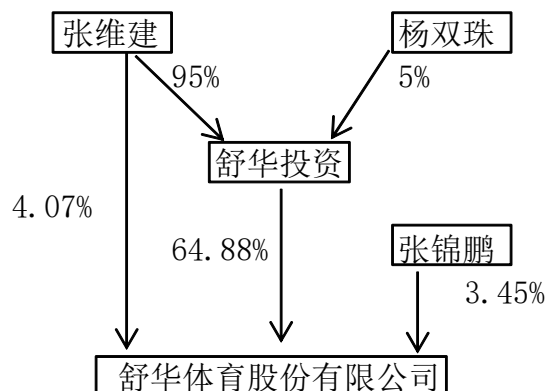 张维建
杨双珠
95%
5%
舒华投资
4.07%
64.88%
张锦鹏
3.45%
舒华体育股份有限公司